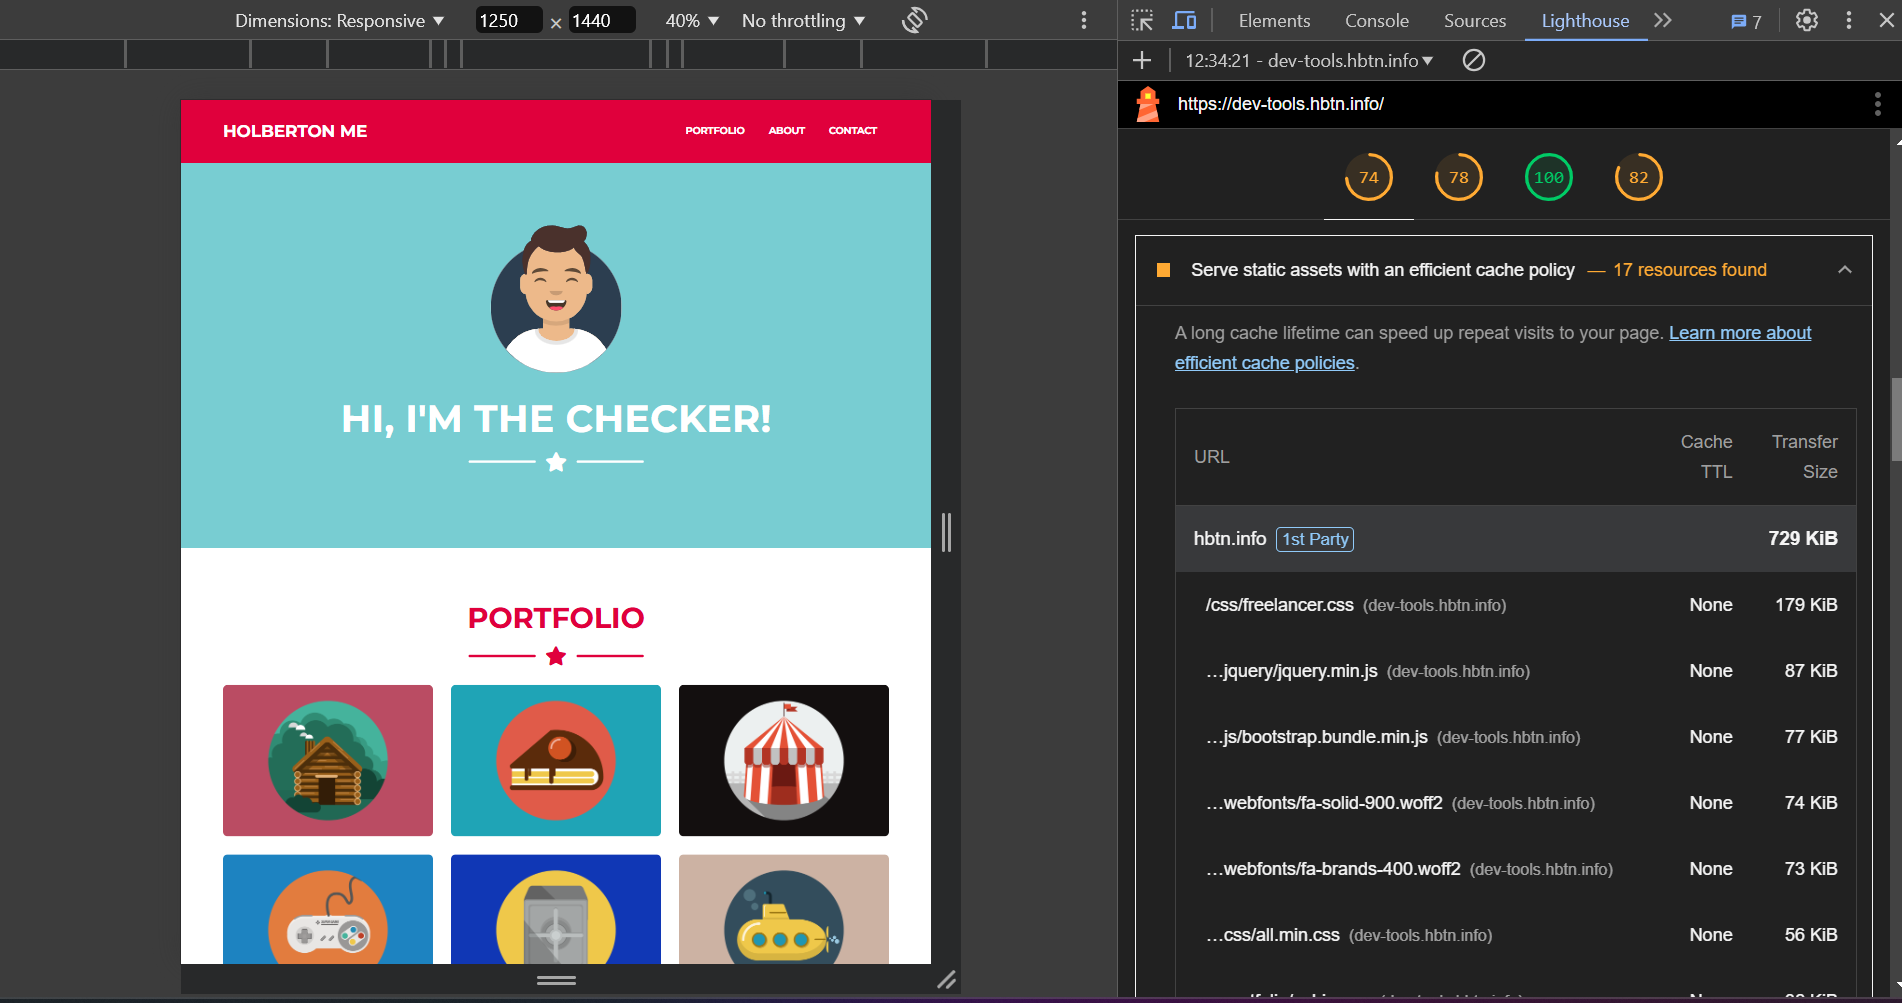 Dimensions: Responsive ▼ 1250 × 1440 40% ▼ No throttling ▼
Elements Console Sources Lighthouse 7
12:34:21 - dev-tools.hbtn.info ▼
https://dev-tools.hbtn.info/
74 78 100 82
HOLBERTON ME PORTFOLIO ABOUT CONTACT
HI, I'M THE CHECKER!
PORTFOLIO
Serve static assets with an efficient cache policy — 17 resources found
A long cache lifetime can speed up repeat visits to your page. Learn more about
efficient cache policies.
URL Cache TTL Transfer Size
hbtn.info 1st Party 729 KiB
/css/freelancer.css (dev-tools.hbtn.info) None 179 KiB
…jquery/jquery.min.js (dev-tools.hbtn.info) None 87 KiB
…js/bootstrap.bundle.min.js (dev-tools.hbtn.info) None 77 KiB
…webfonts/fa-solid-900.woff2 (dev-tools.hbtn.info) None 74 KiB
…webfonts/fa-brands-400.woff2 (dev-tools.hbtn.info) None 73 KiB
…css/all.min.css (dev-tools.hbtn.info) None 56 KiB